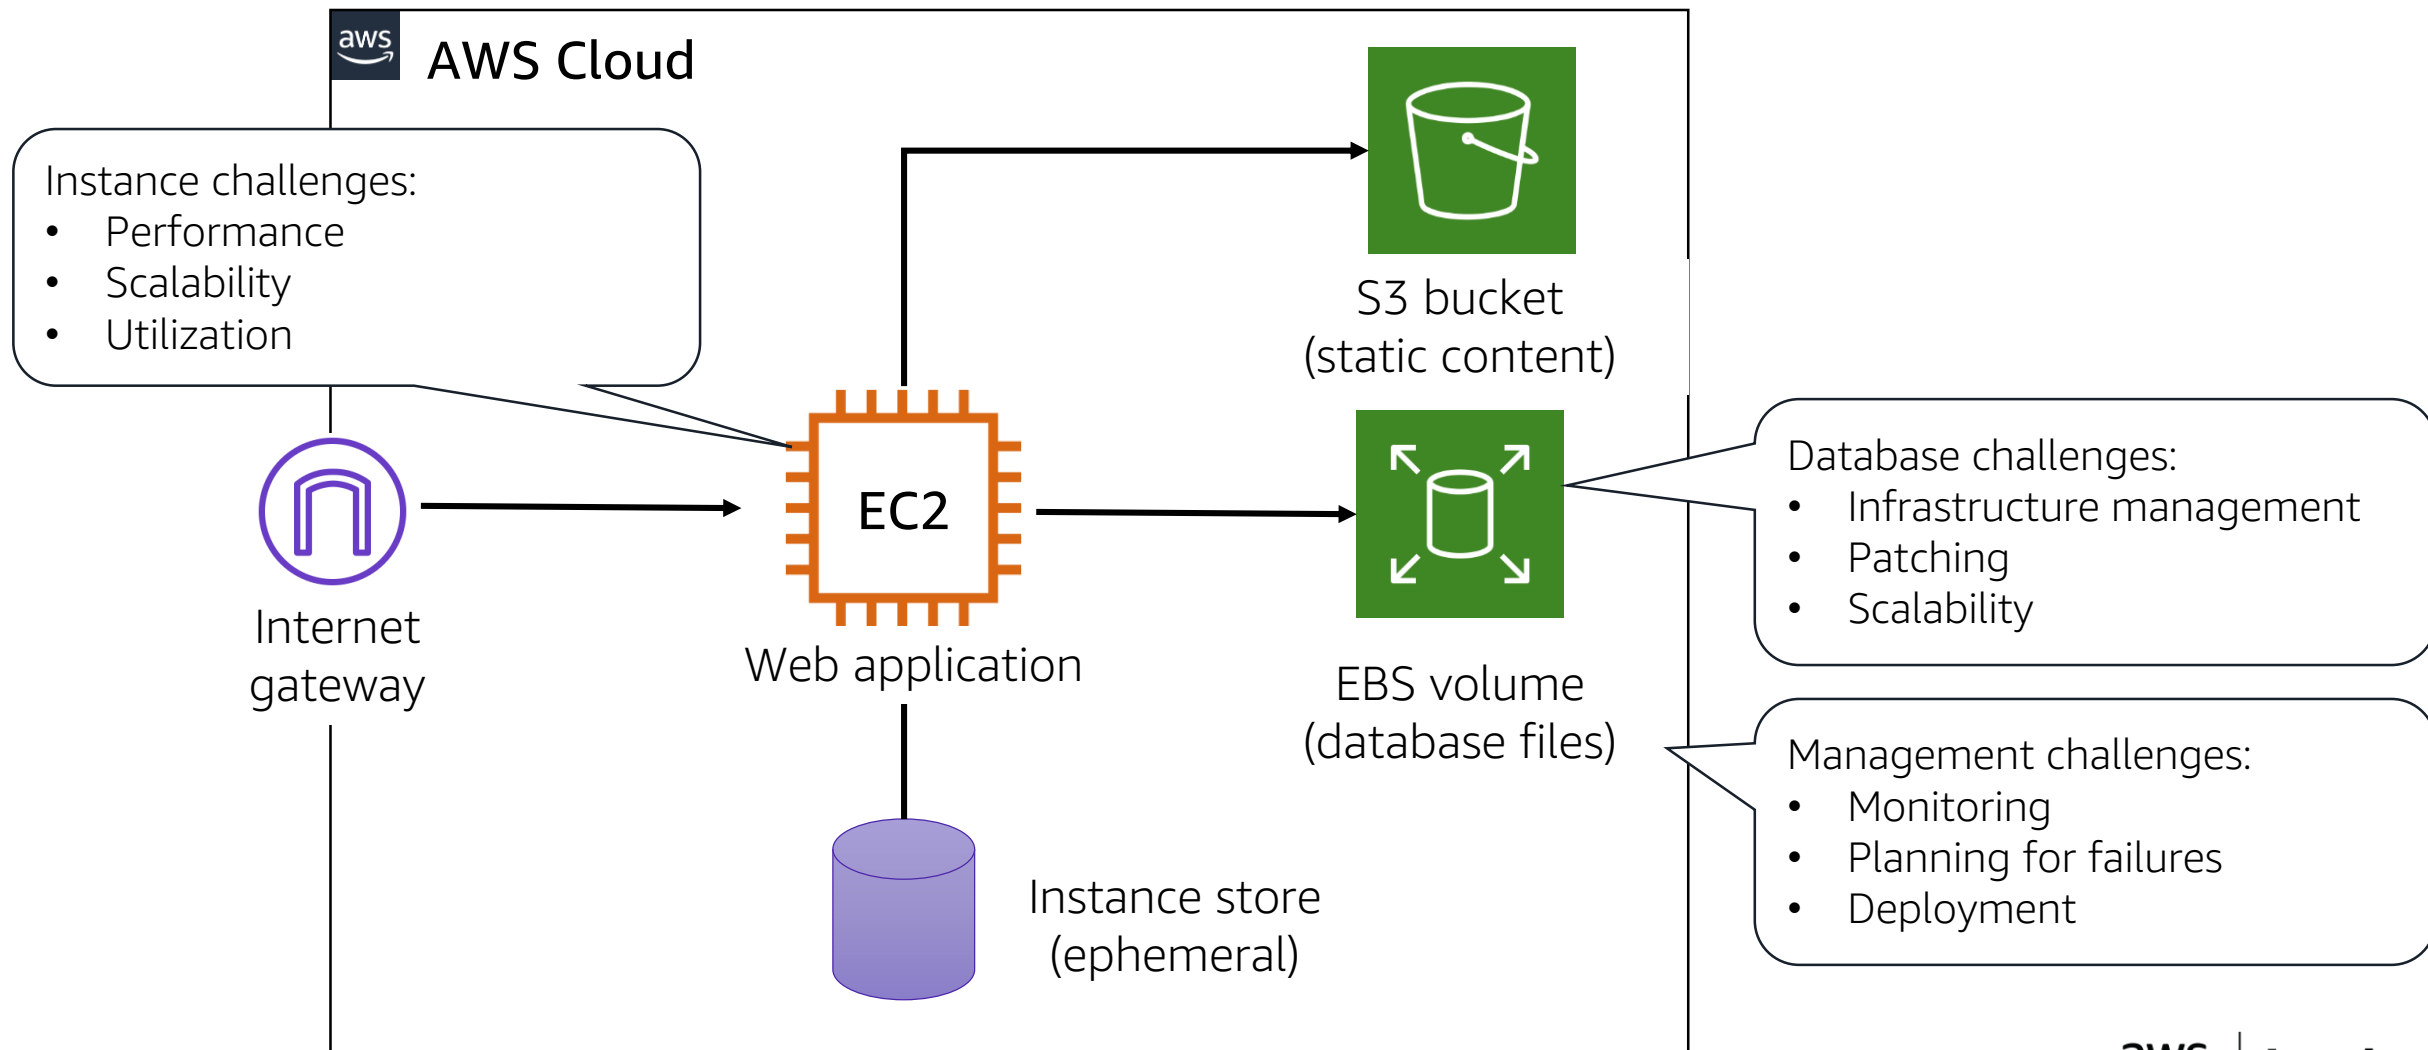 aws
AWS Cloud
Instance challenges:
• Performance
• Scalability
• Utilization
S3 bucket
(static content)
EC2
Internet
gateway
Web application
EBS volume
(database files)
Database challenges:
• Infrastructure management
• Patching
• Scalability
Management challenges:
• Monitoring
• Planning for failures
• Deployment
Instance store
(ephemeral)
aws